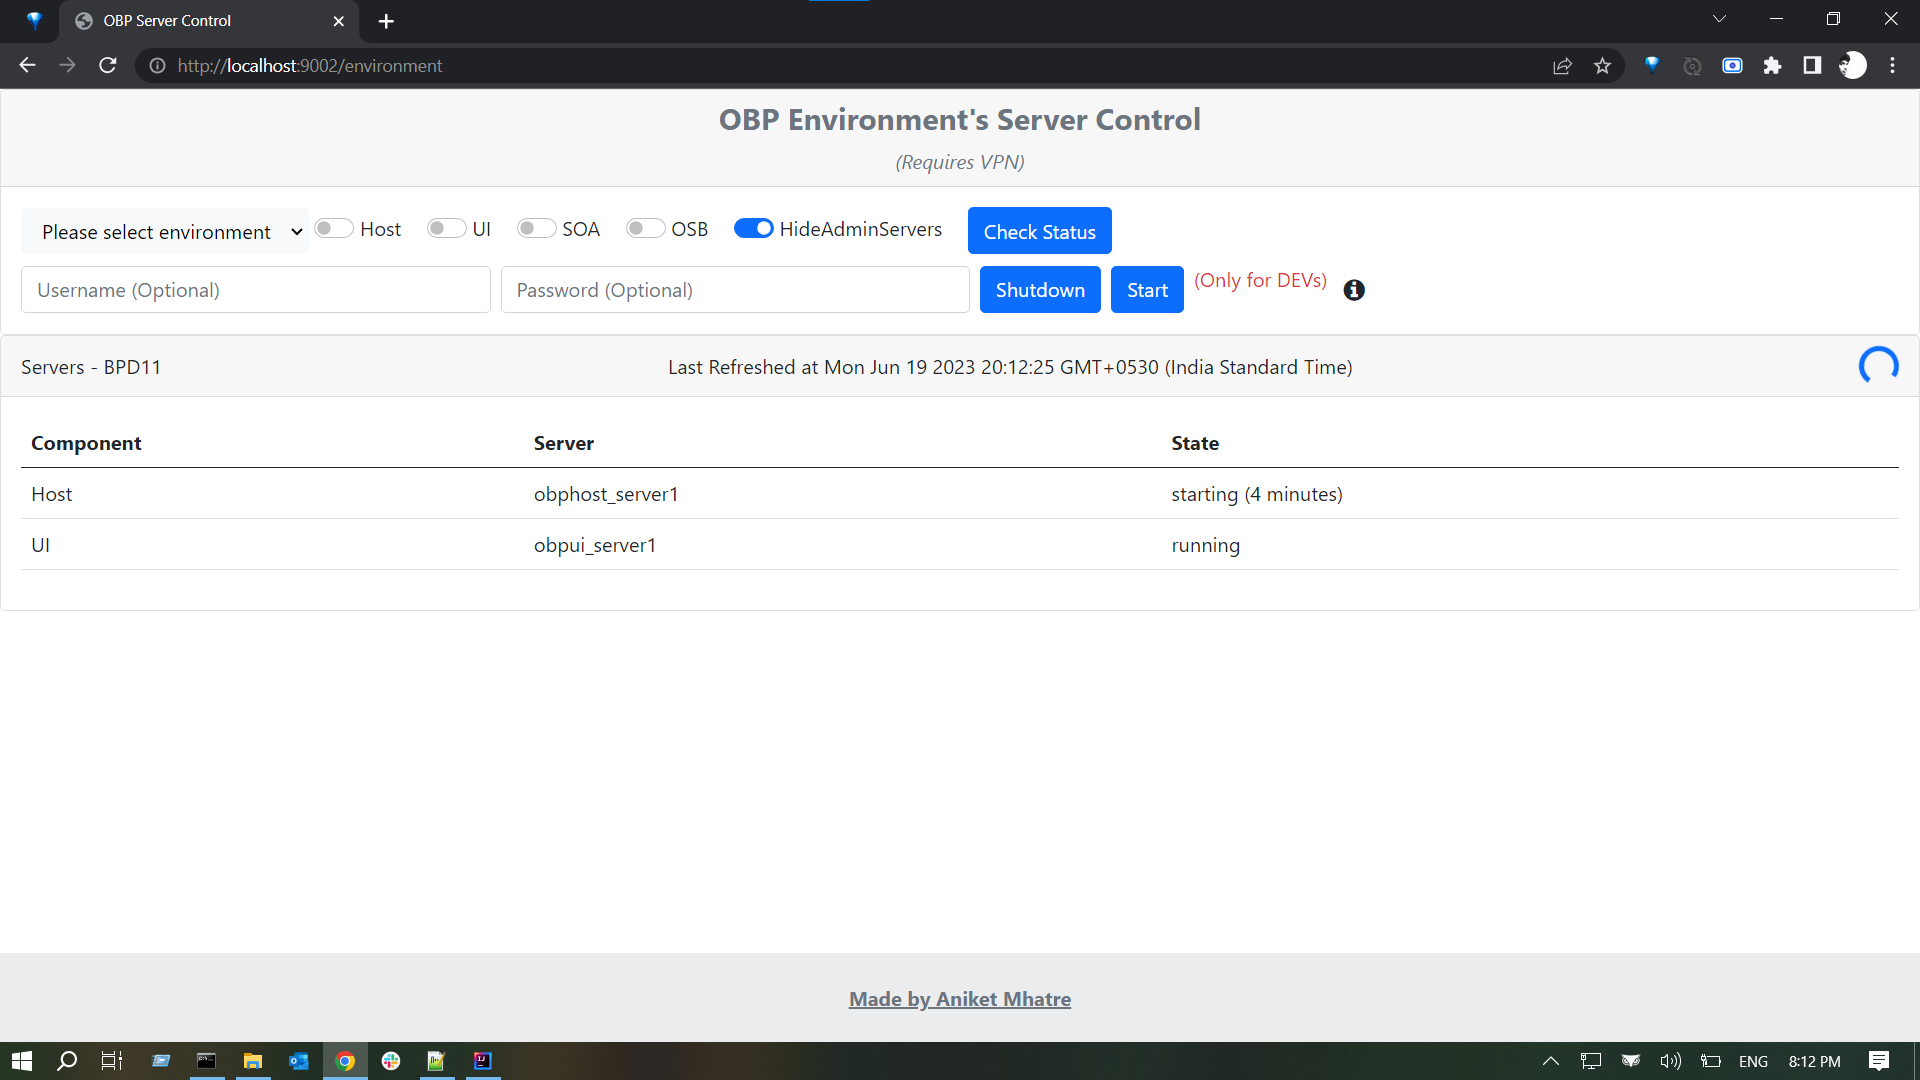 OBP Server Control
http://localhost:9002/environment
OBP Environment's Server Control
(Requires VPN)
Please select environment Host UI SOA OSB HideAdminServers Check Status
Username (Optional) Password (Optional) Shutdown Start (Only for DEVs)
Servers - BPD11 Last Refreshed at Mon Jun 19 2023 20:12:25 GMT+0530 (India Standard Time)
Component Server State
Host obphost_server1 starting (4 minutes)
UI obpui_server1 running
Made by Aniket Mhatre
ENG 8:12 PM